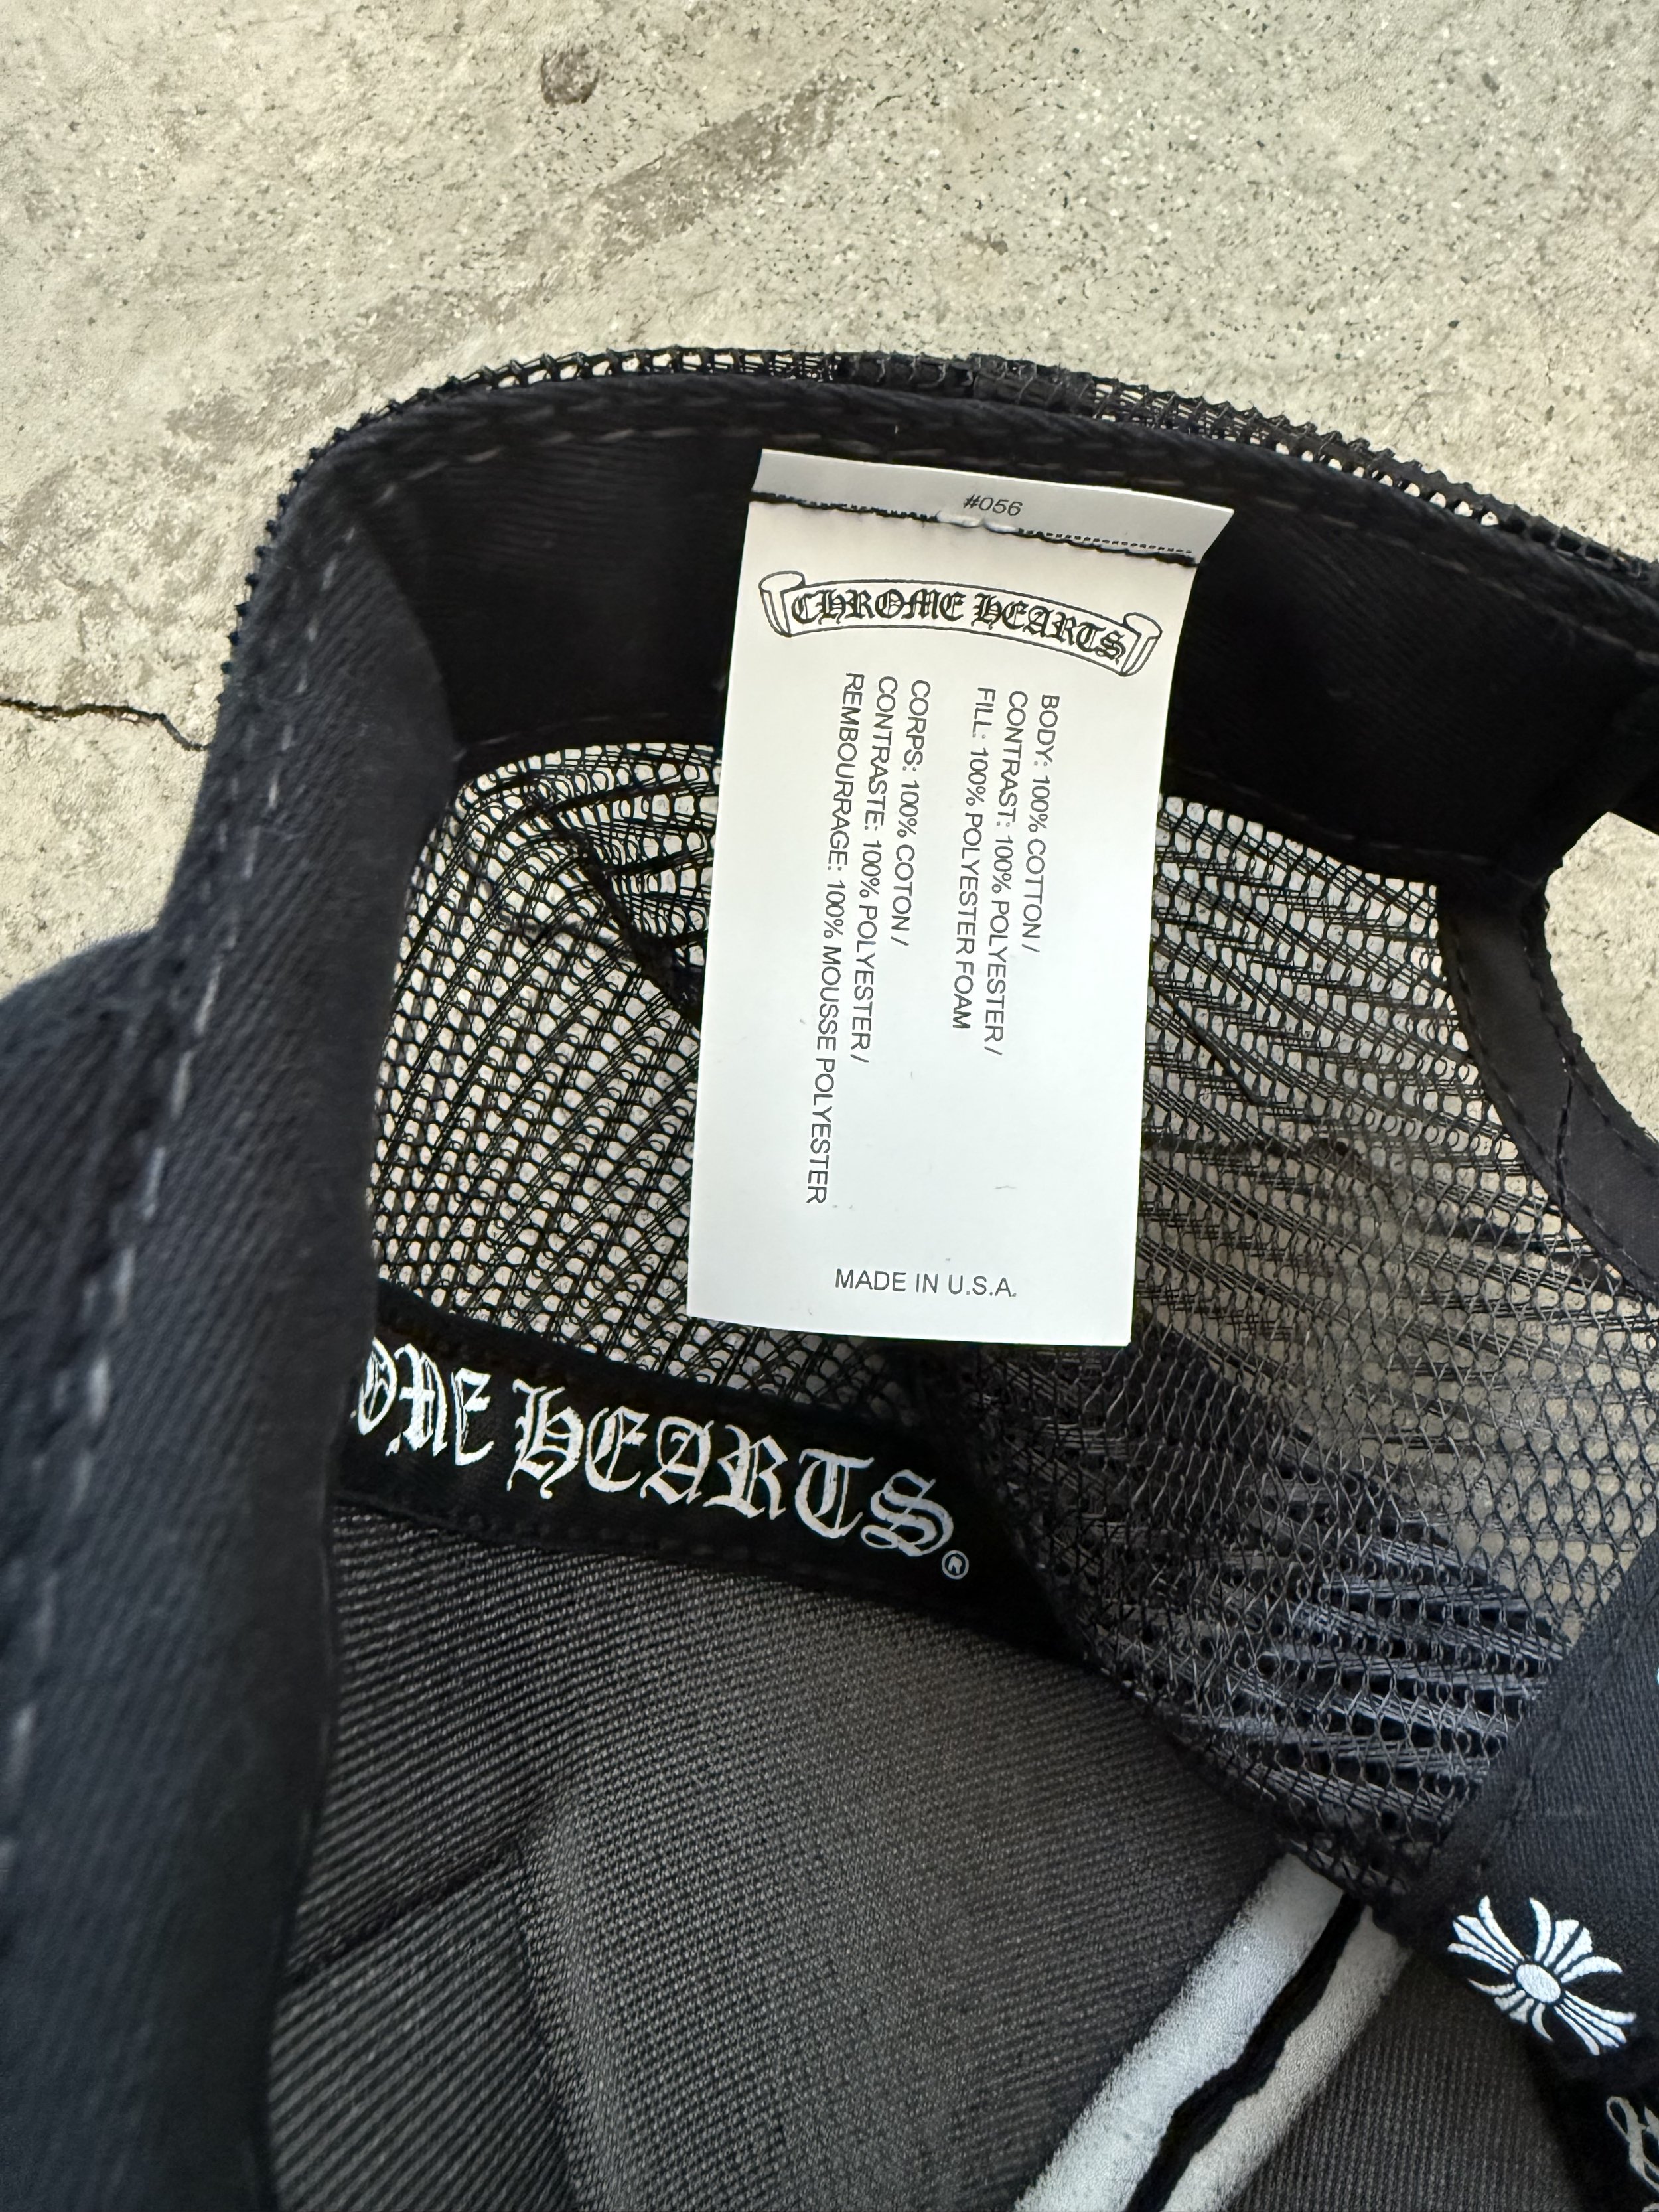 #056
CHROME HEARTS
BODY: 100% COTTON /
CONTRAST: 100% POLYESTER /
FILL: 100% POLYESTER FOAM
CORPS: 100% COTON /
CONTRASTE: 100% POLYESTER /
REMBOURRAGE: 100% MOUSSE POLYESTER
MADE IN U.S.A.
OME HEARTS®